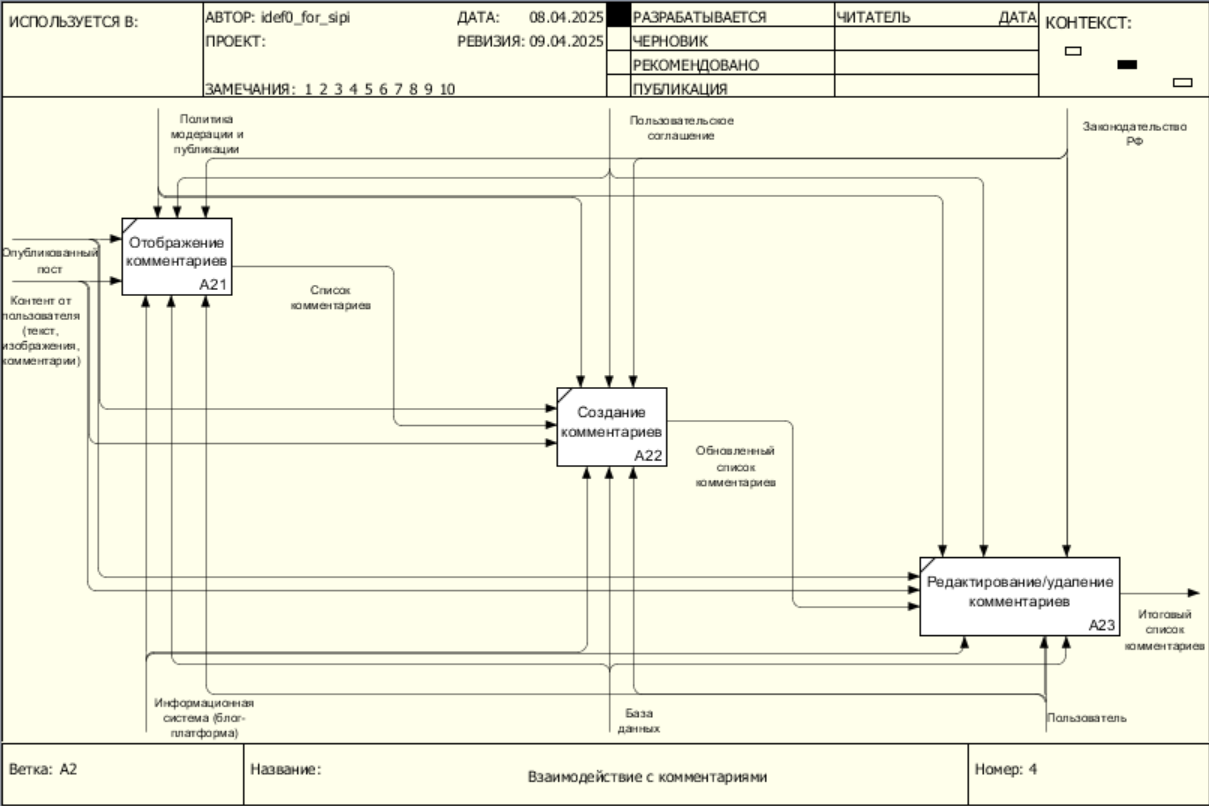 ИСПОЛЬЗУЕТСЯ В:
АВТОР: idef0_for_sipi
ДАТА: 08.04.2025
ПРОЕКТ:
РЕВИЗИЯ: 09.04.2025
ЗАМЕЧАНИЯ: 1 2 3 4 5 6 7 8 9 10
РАЗРАБАТЫВАЕТСЯ
ЧЕРНОВИК
РЕКОМЕНДОВАНО
ПУБЛИКАЦИЯ
ЧИТАТЕЛЬ
ДАТА
КОНТЕКСТ:
Политика
модерации и
публикации
Пользовательское
соглашение
Законодательство
РФ
Опубликованный
пост
Контент от
пользователя
(текст,
изображения,
комментарии)
Отображение
комментариев
A21
Список
комментариев
Создание
комментариев
A22
Обновленный
список
комментариев
Редактирование/удаление
комментариев
A23
Итоговый
список
комментариев
Информационная
система (блог-
платформа)
База
данных
Пользователь
Ветка: A2
Название:
Взаимодействие с комментариями
Номер: 4